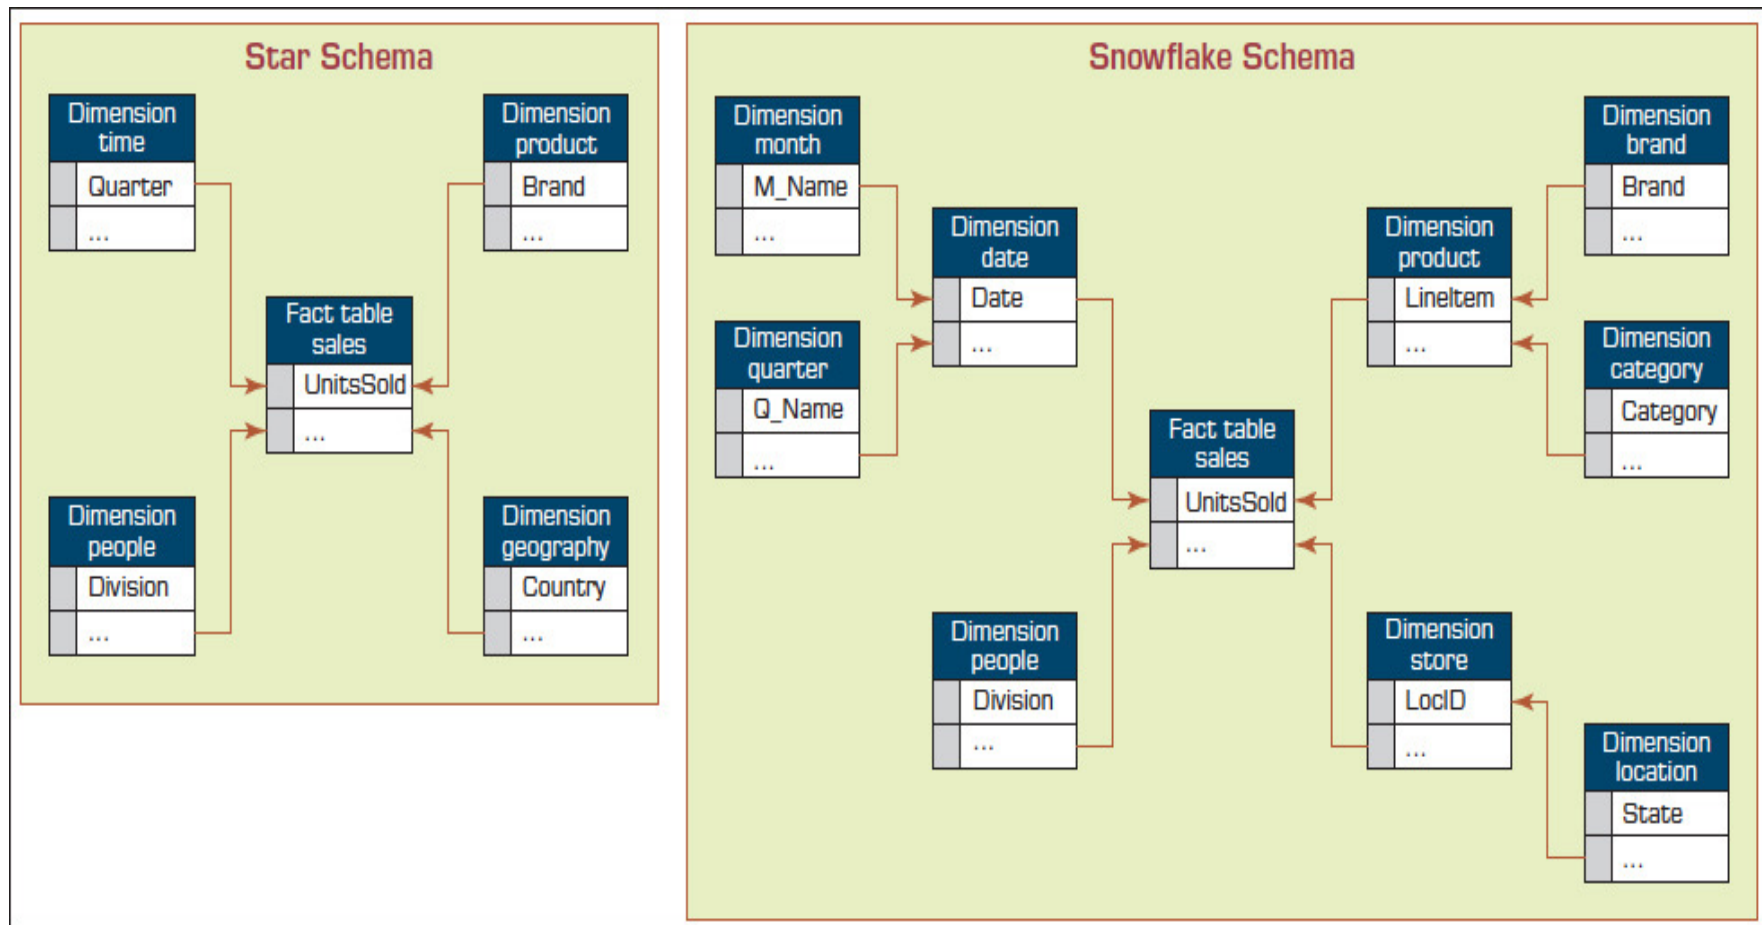 Star Schema
Dimension
time
Quarter
...
Dimension
product
Brand
...
Fact table
sales
UnitsSold
...
Dimension
people
Division
...
Dimension
geography
Country
...
Snowflake Schema
Dimension
month
M_Name
...
Dimension
quarter
Q_Name
...
Dimension
date
Date
...
Dimension
product
LineItem
...
Dimension
brand
Brand
...
Dimension
category
Category
...
Fact table
sales
UnitsSold
...
Dimension
people
Division
...
Dimension
store
LocID
...
Dimension
location
State
...